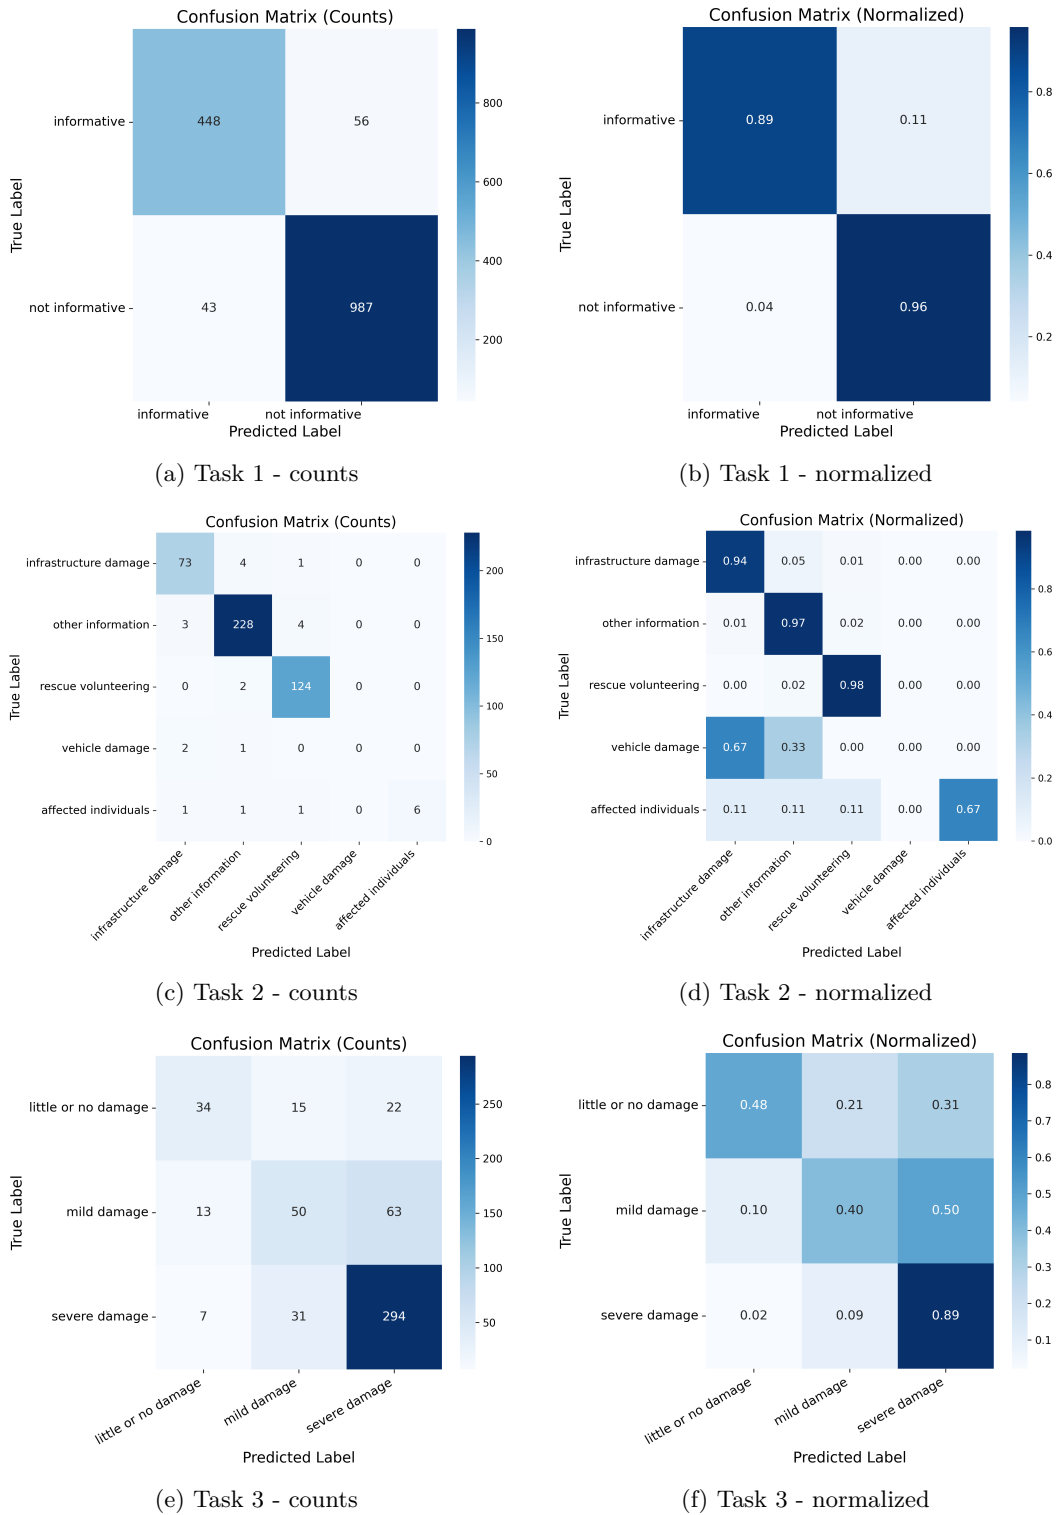 Confusion Matrix (Counts)
True Label
informative
448 56
800
600
400
not informative
43 987
200
informative not informative
Predicted Label
(a) Task 1 - counts
Confusion Matrix (Normalized)
True Label
informative
0.89 0.11
0.8
0.6
0.4
not informative
0.04 0.96
0.2
informative not informative
Predicted Label
(b) Task 1 - normalized
Confusion Matrix (Counts)
True Label
infrastructure damage 73 4 1 0 0
other information 3 228 4 0 0
rescue volunteering 0 2 124 0 0
vehicle damage 2 1 0 0 0
affected individuals 1 1 1 0 6
200
150
100
50
0
infrastructure damage
other information
rescue volunteering
vehicle damage
affected individuals
Predicted Label
(c) Task 2 - counts
Confusion Matrix (Normalized)
True Label
infrastructure damage 0.94 0.05 0.01 0.00 0.00
other information 0.01 0.97 0.02 0.00 0.00
rescue volunteering 0.00 0.02 0.98 0.00 0.00
vehicle damage 0.67 0.33 0.00 0.00 0.00
affected individuals 0.11 0.11 0.11 0.00 0.67
0.8
0.6
0.4
0.2
0.0
infrastructure damage
other information
rescue volunteering
vehicle damage
affected individuals
Predicted Label
(d) Task 2 - normalized
Confusion Matrix (Counts)
True Label
little or no damage 34 15 22
mild damage 13 50 63
severe damage 7 31 294
250
200
150
100
50
little or no damage
mild damage
severe damage
Predicted Label
(e) Task 3 - counts
Confusion Matrix (Normalized)
True Label
little or no damage 0.48 0.21 0.31
mild damage 0.10 0.40 0.50
severe damage 0.02 0.09 0.89
0.8
0.7
0.6
0.5
0.4
0.3
0.2
0.1
little or no damage
mild damage
severe damage
Predicted Label
(f) Task 3 - normalized